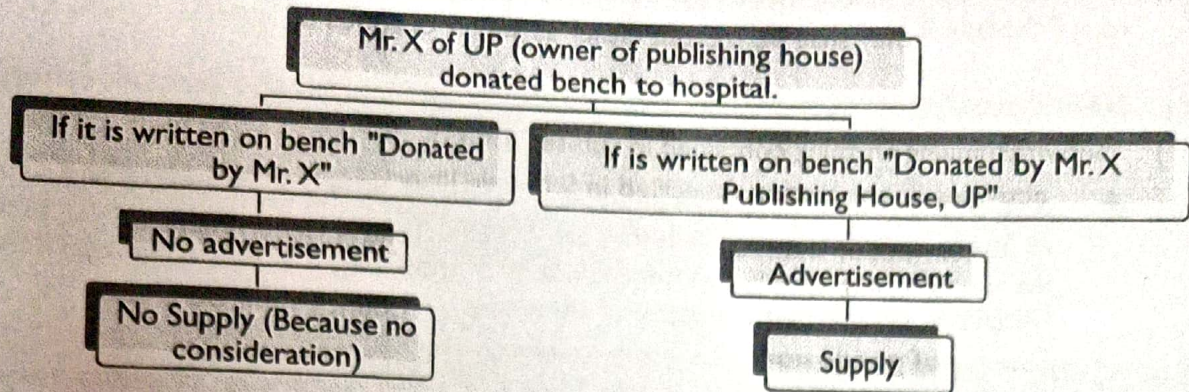 Mr. X of UP (owner of publishing house)
donated bench to hospital.
If it is written on bench "Donated
by Mr. X"
If is written on bench "Donated by Mr. X
Publishing House, UP"
No advertisement
Advertisement
No Supply (Because no
consideration)
Supply